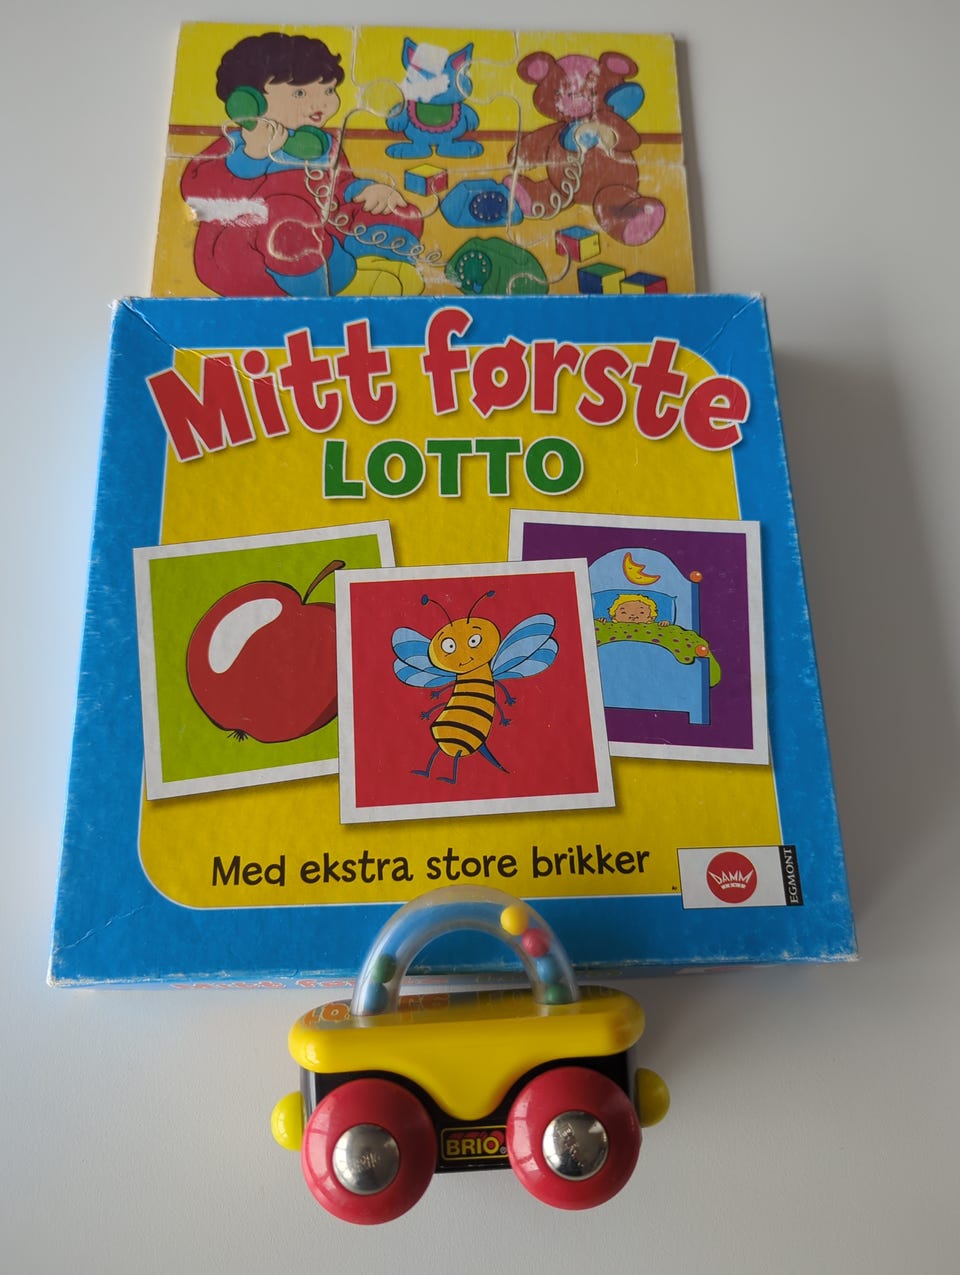 Mitt første
LOTTO
Med ekstra store brikker
DAMM
EGMONT
BRIO